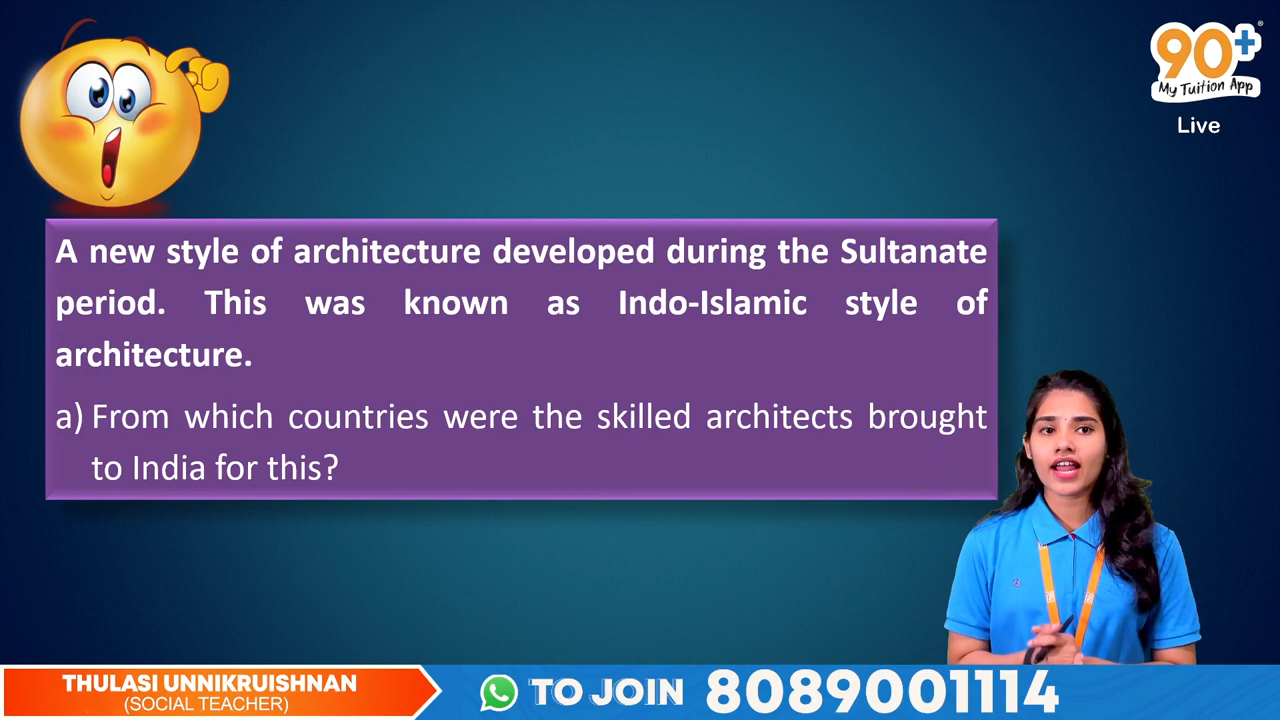 90+
My Tuition App
Live
A new style of architecture developed during the Sultanate
period. This was known as Indo-Islamic style of
architecture.
a) From which countries were the skilled architects brought
to India for this?
THULASI UNNIKRUISHNAN
(SOCIAL TEACHER)
TO JOIN 8089001114